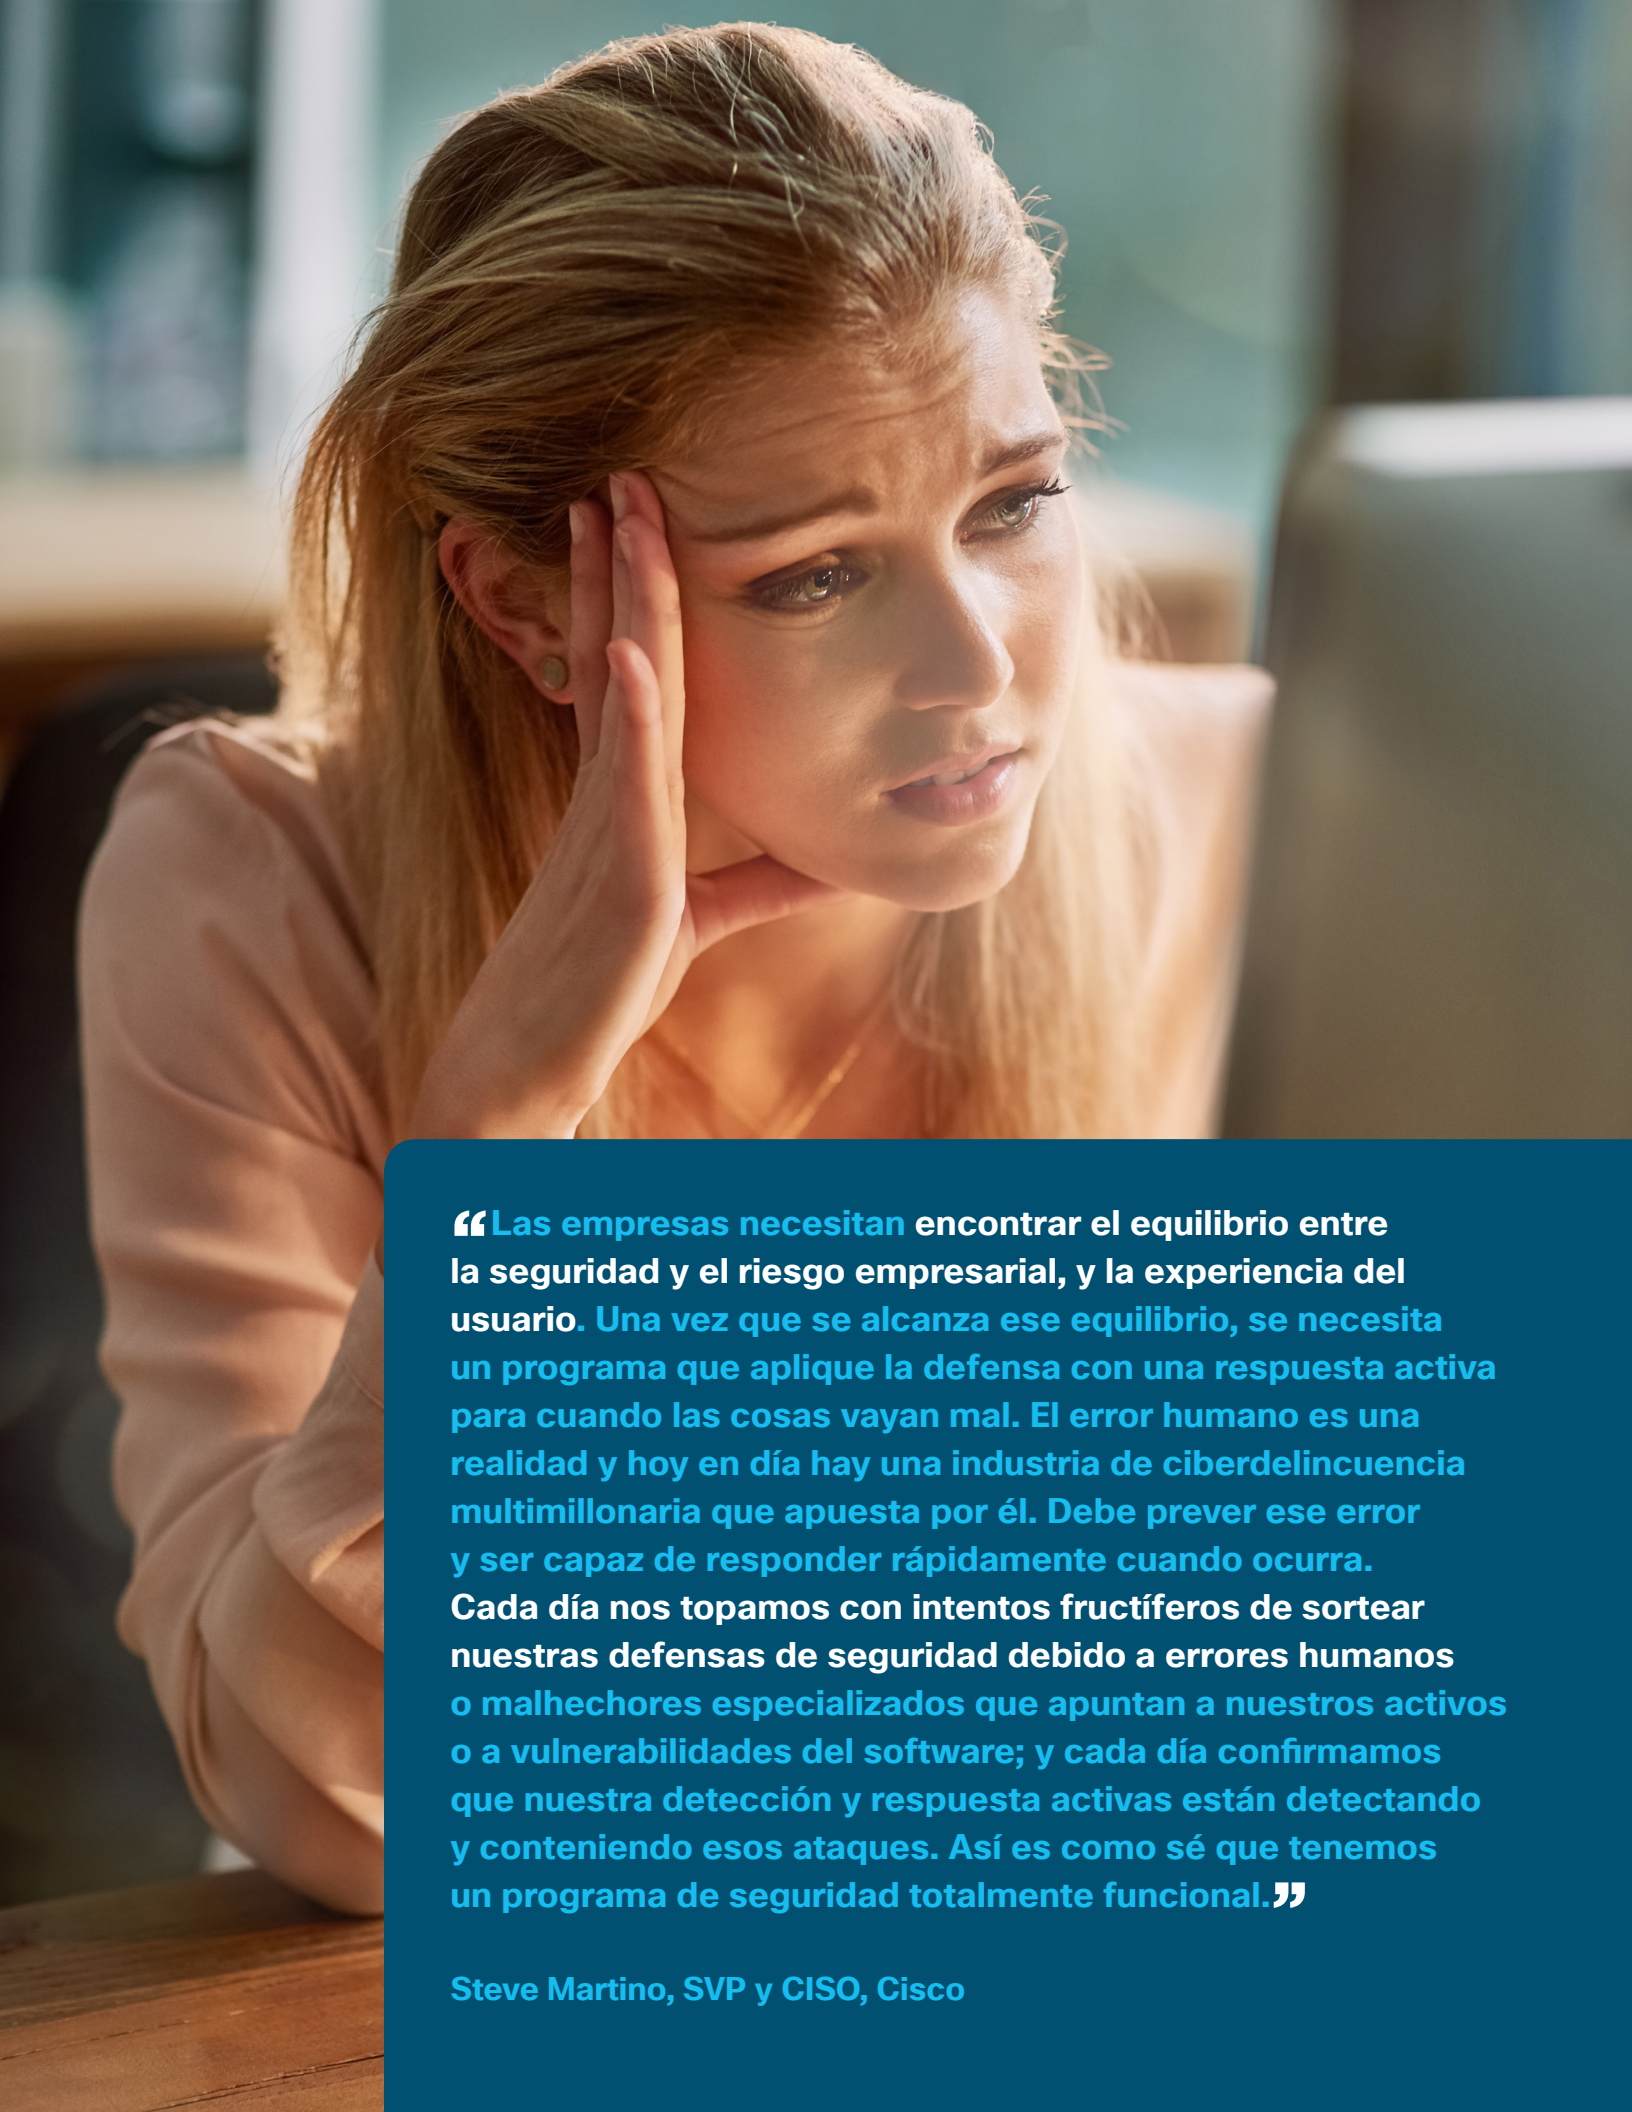 “Las empresas necesitan encontrar el equilibrio entre
la seguridad y el riesgo empresarial, y la experiencia del
usuario. Una vez que se alcanza ese equilibrio, se necesita
un programa que aplique la defensa con una respuesta activa
para cuando las cosas vayan mal. El error humano es una
realidad y hoy en día hay una industria de ciberdelincuencia
multimillonaria que apuesta por él. Debe prever ese error
y ser capaz de responder rápidamente cuando ocurra.
Cada día nos topamos con intentos fructíferos de sortear
nuestras defensas de seguridad debido a errores humanos
o malhechores especializados que apuntan a nuestros activos
o a vulnerabilidades del software; y cada día confirmamos
que nuestra detección y respuesta activas están detectando
y conteniendo esos ataques. Así es como sé que tenemos
un programa de seguridad totalmente funcional.”
Steve Martino, SVP y CISO, Cisco